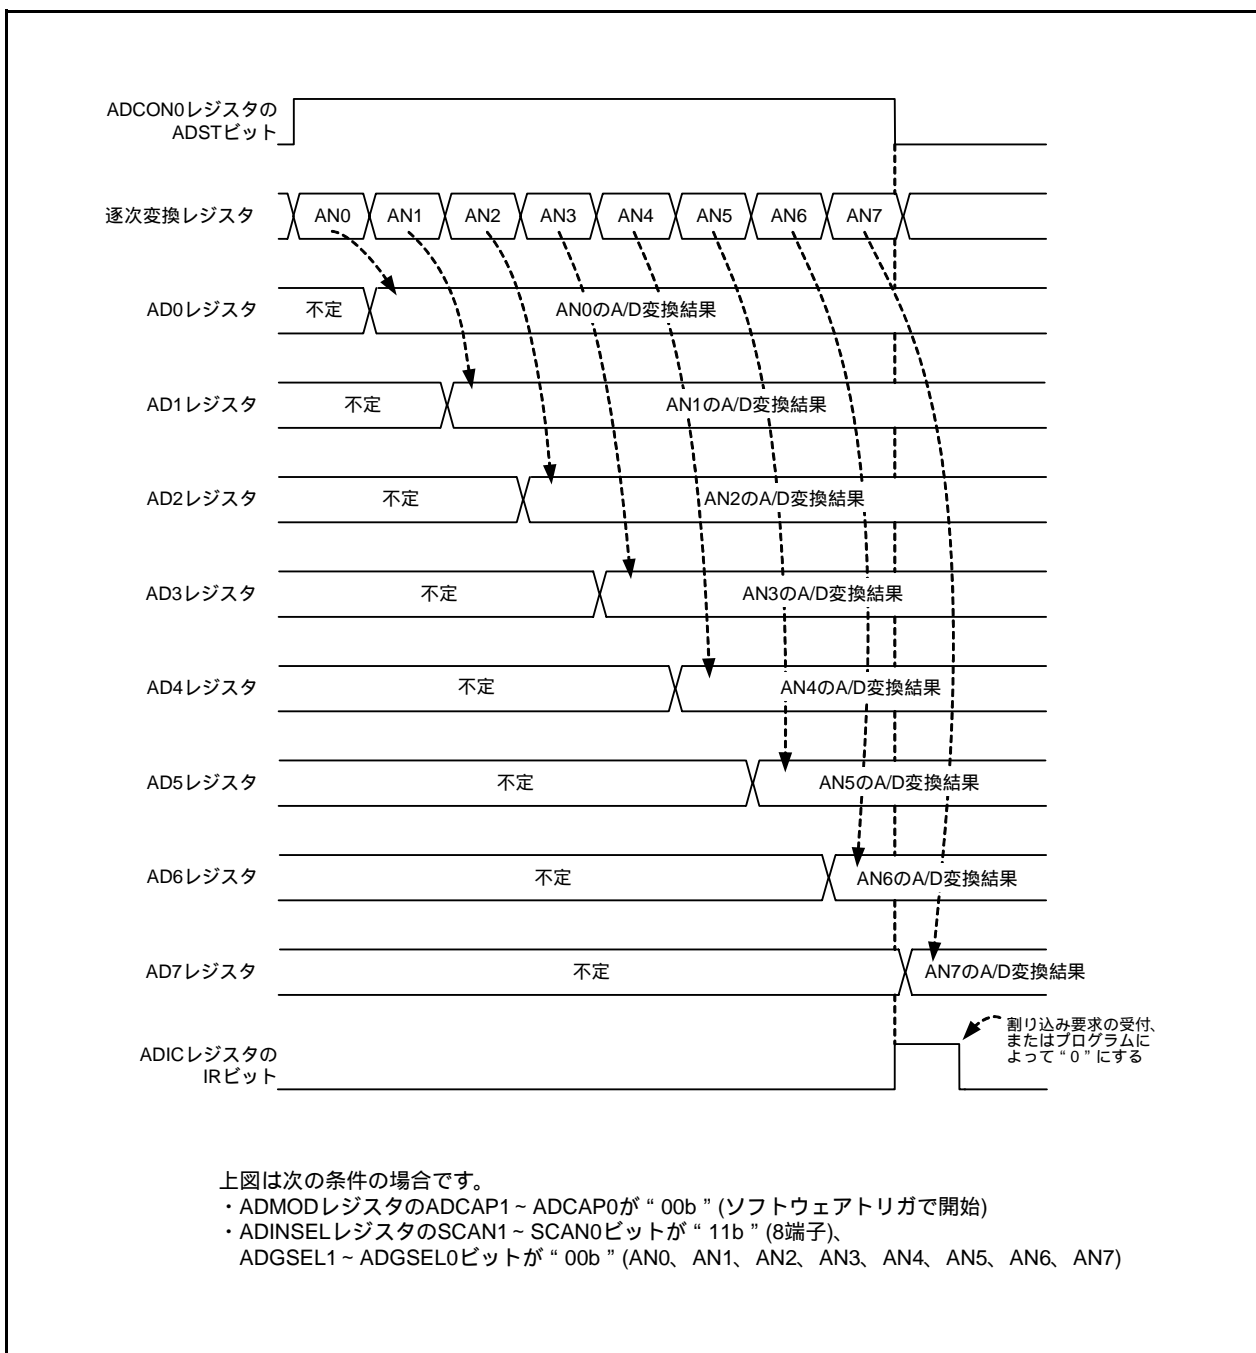 ADCON0レジスタの
ADSTビット
逐次変換レジスタ
AN0 AN1 AN2 AN3 AN4 AN5 AN6 AN7
AD0レジスタ 不定 AN0のA/D変換結果
AD1レジスタ 不定 AN1のA/D変換結果
AD2レジスタ 不定 AN2のA/D変換結果
AD3レジスタ 不定 AN3のA/D変換結果
AD4レジスタ 不定 AN4のA/D変換結果
AD5レジスタ 不定 AN5のA/D変換結果
AD6レジスタ 不定 AN6のA/D変換結果
AD7レジスタ 不定 AN7のA/D変換結果
ADICレジスタの
IRビット
割り込み要求の受付、
またはプログラムに
よって“0”にする
上図は次の条件の場合です。
・ADMODレジスタのADCAP1~ADCAP0が“00b”(ソフトウェアトリガで開始)
・ADINSELレジスタのSCAN1~SCAN0ビットが“11b”(8端子)、
ADGSEL1~ADGSEL0ビットが“00b”(AN0、AN1、AN2、AN3、AN4、AN5、AN6、AN7)